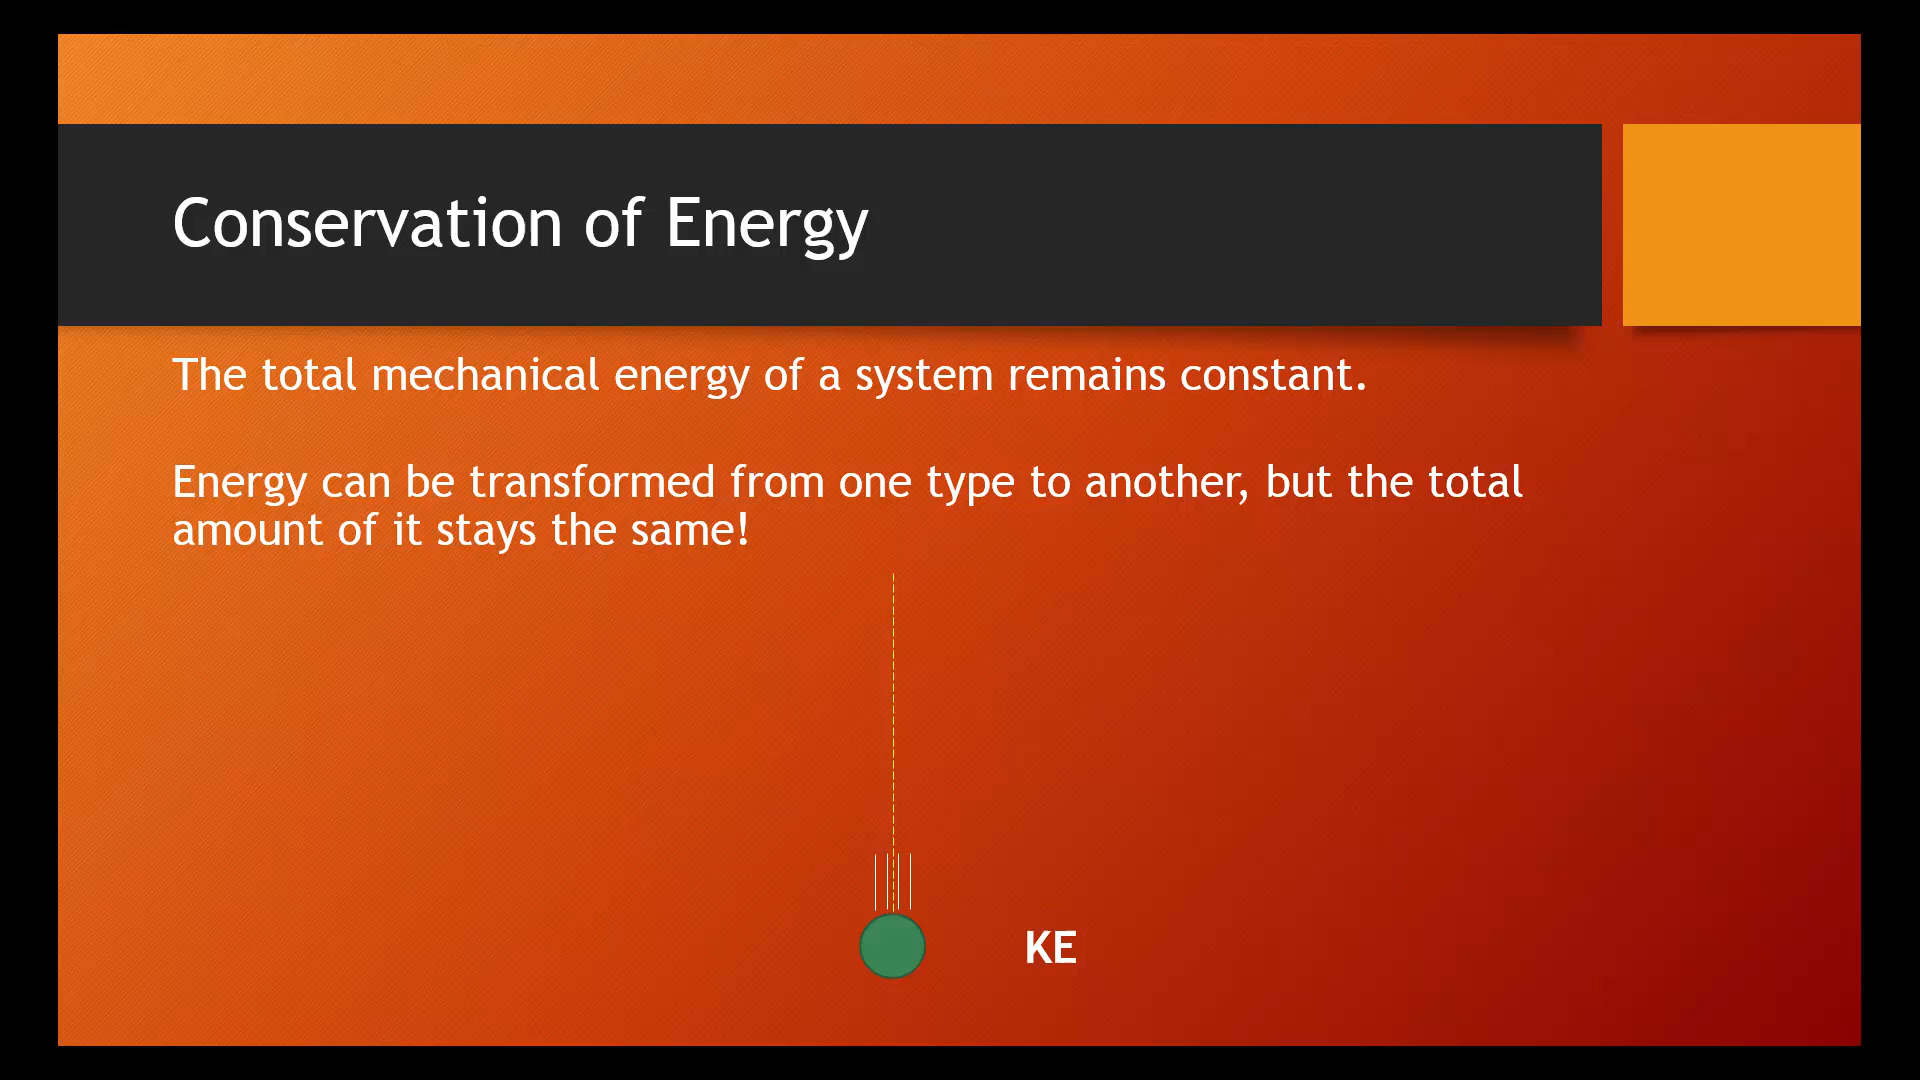 Conservation of Energy
The total mechanical energy of a system remains constant.
Energy can be transformed from one type to another, but the total
amount of it stays the same!
KE